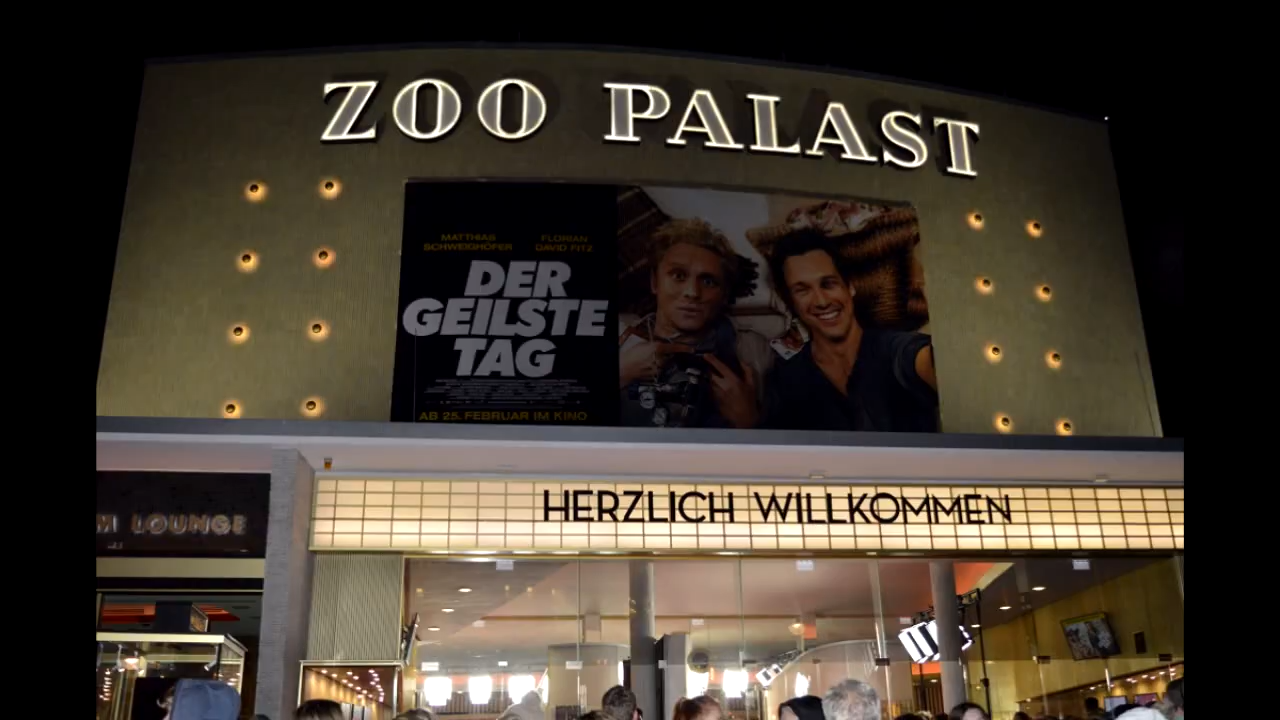 ZOO PALAST
MATTHIAS SCHWEIGHÖFER
FLORIAN DAVID FITZ
DER
GEILSTE
TAG
AB 25. FEBRUAR IM KINO
HERZLICH WILLKOMMEN
M LOUNGE